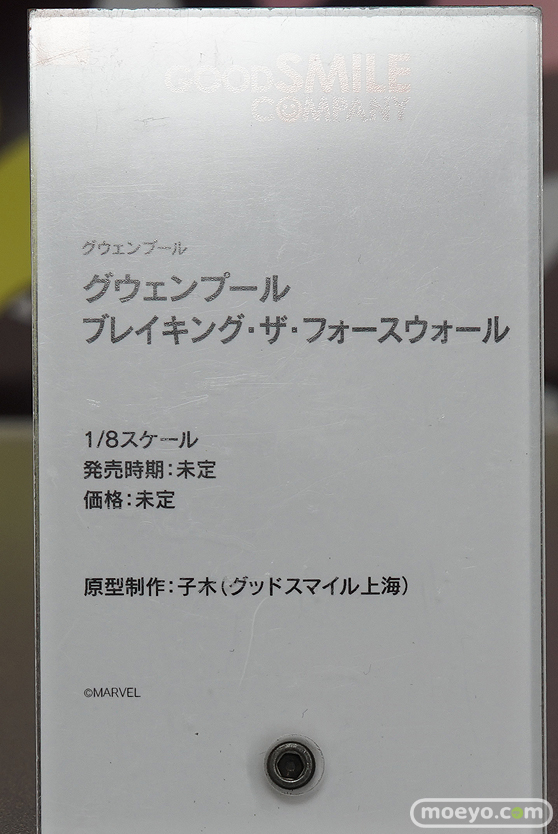 GOODSMILE
COMPANY
グウェンプール
グウェンプール
ブレイキング・ザ・フォースウォール
1/8スケール
発売時期：未定
価格：未定
原型制作：子木（グッドスマイル上海）
©MARVEL
moeyo.com